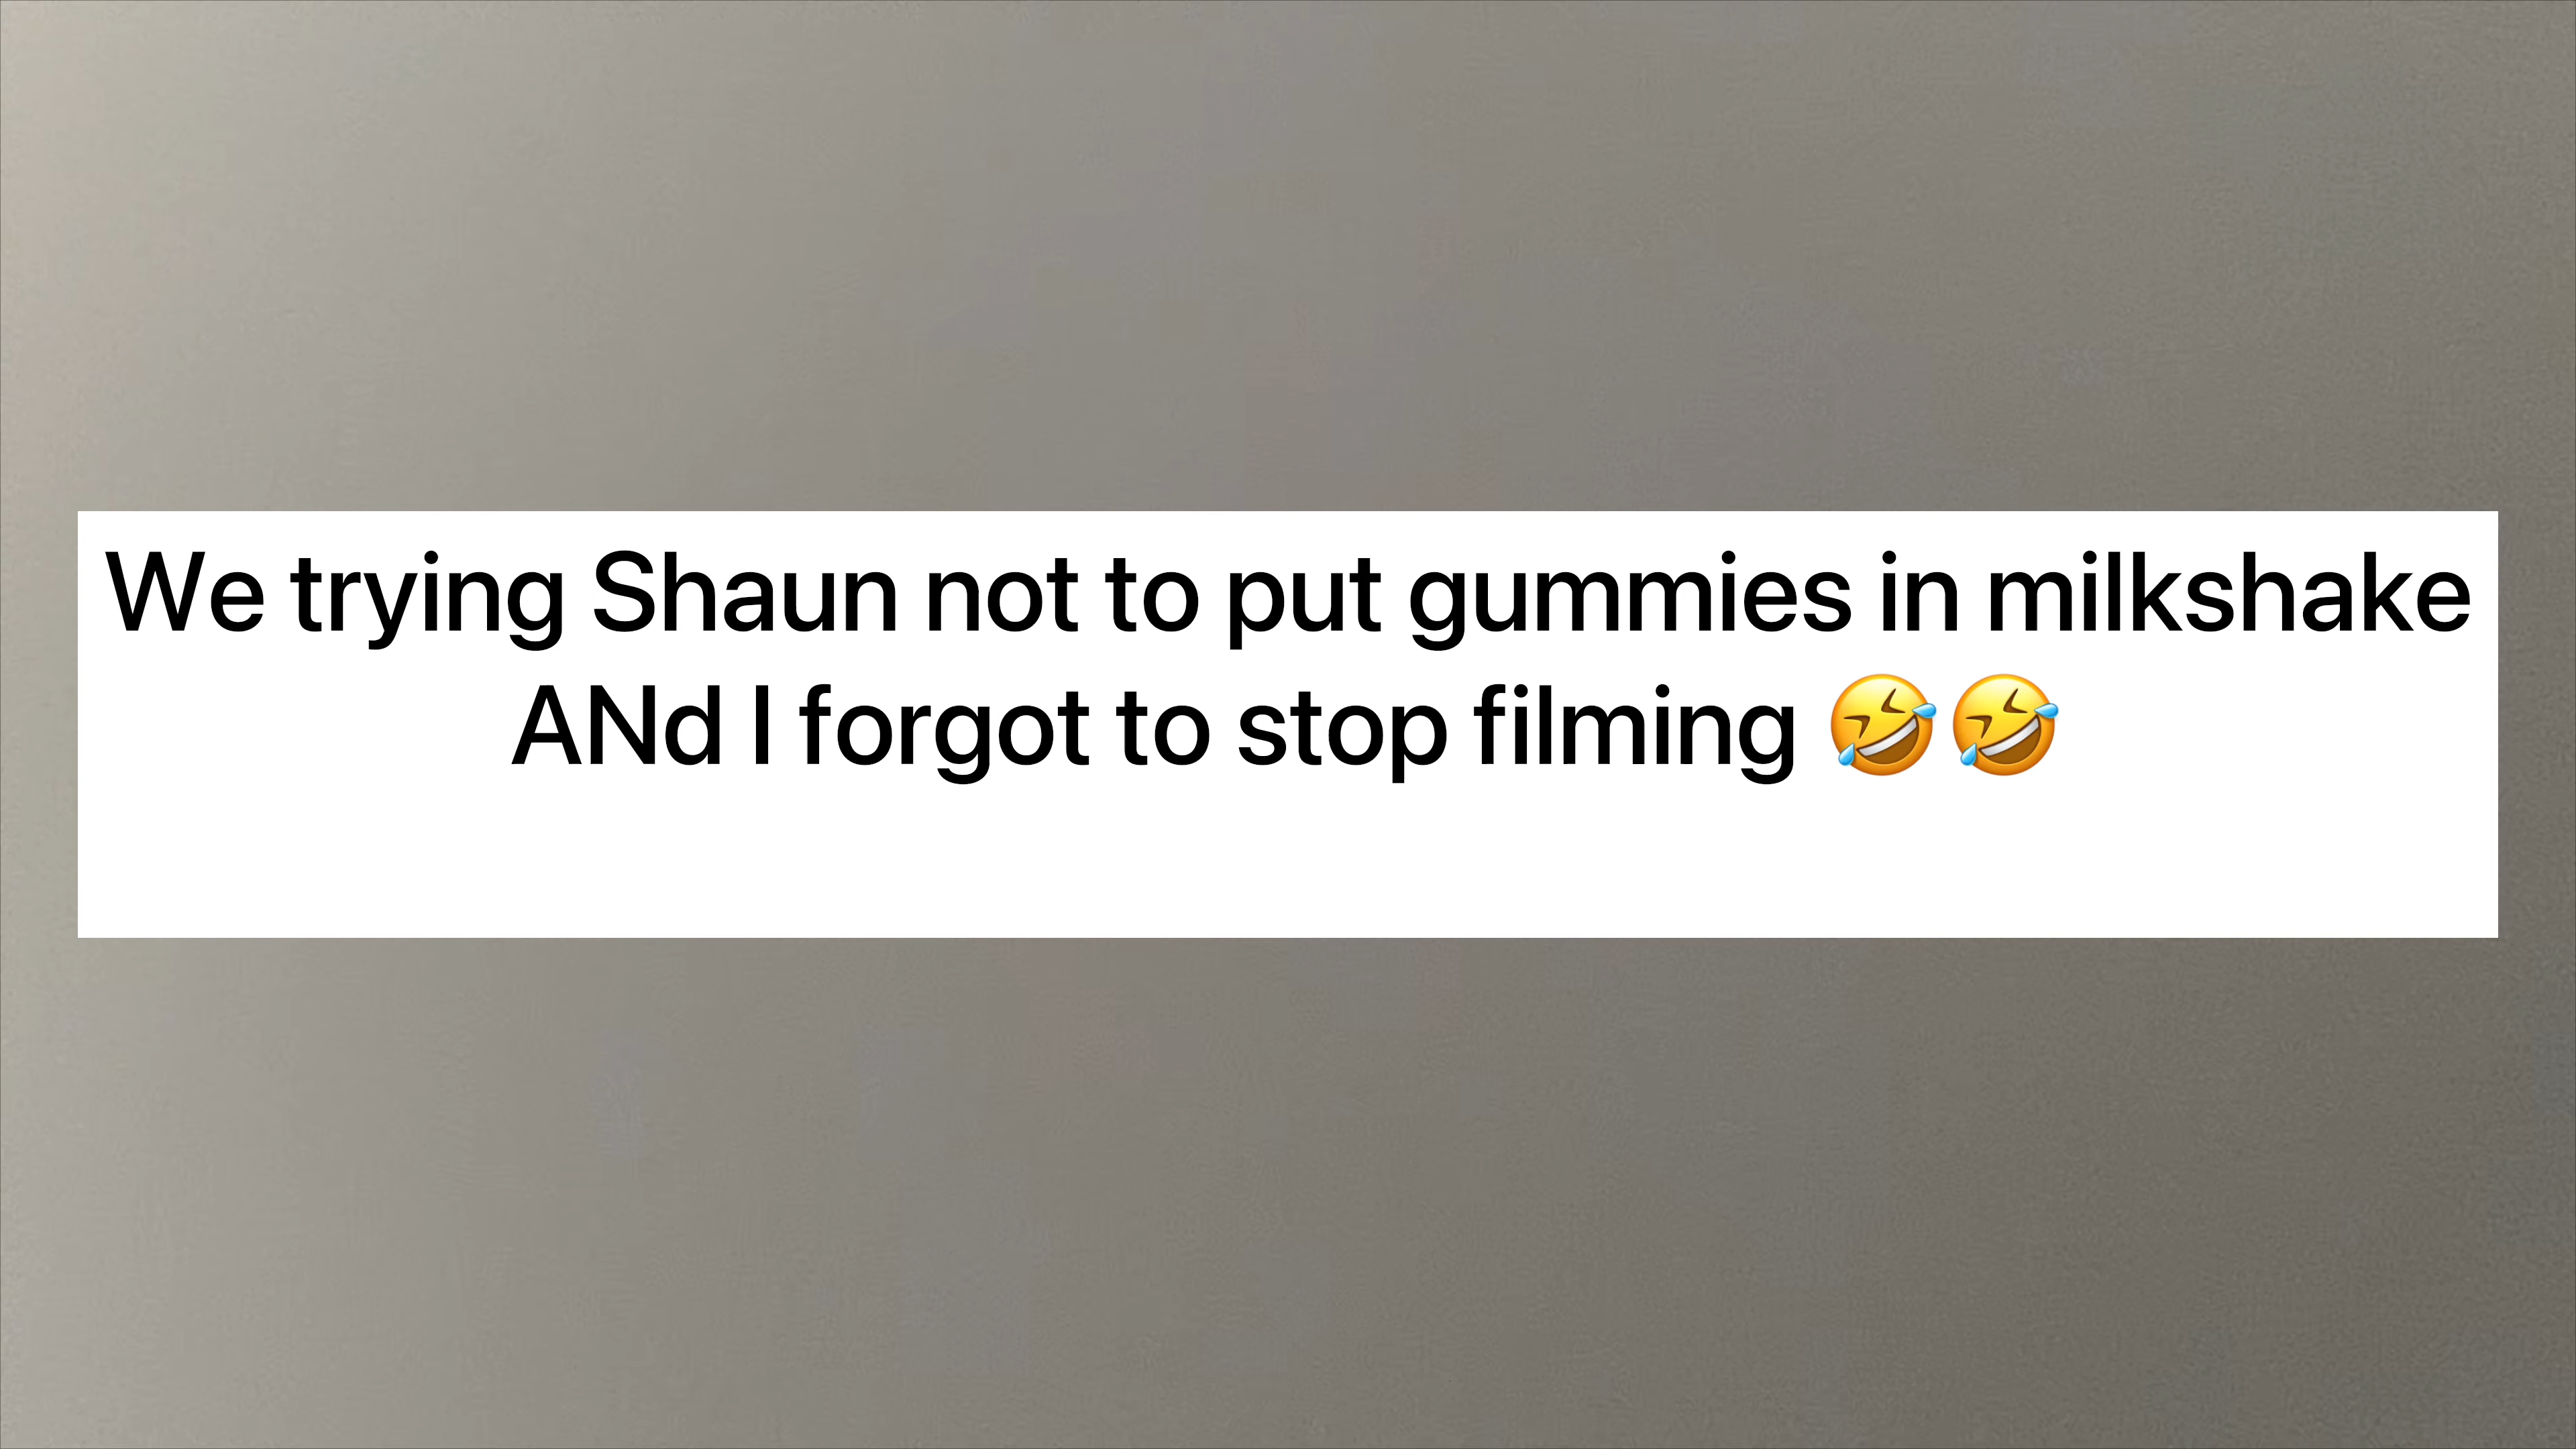 We trying Shaun not to put gummies in milkshake
ANd I forgot to stop filming 🤣🤣